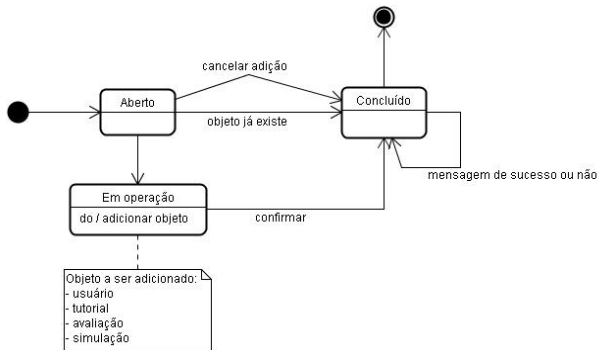 cancelar adição
Aberto
Concluído
objeto já existe
mensagem de sucesso ou não
Em operação
do / adicionar objeto
confirmar
Objeto a ser adicionado:
- usuário
- tutorial
- avaliação
- simulação